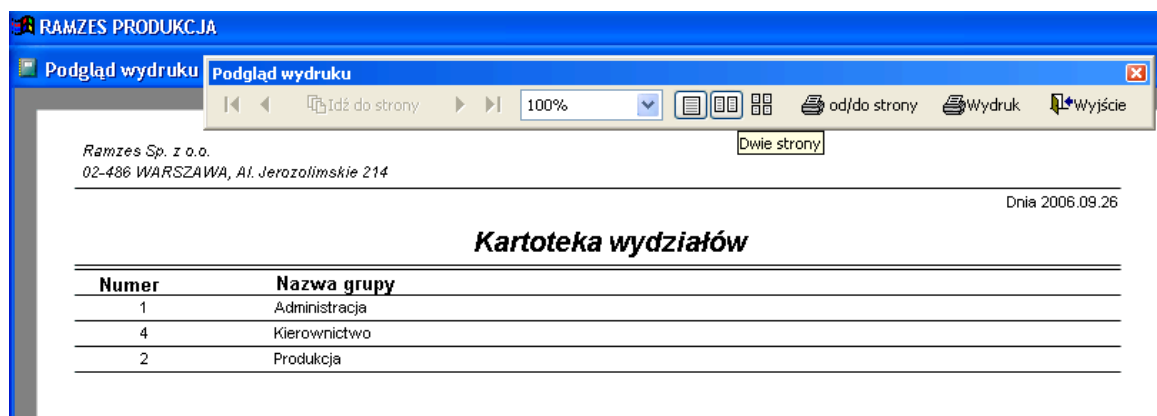 RAMZES PRODUKCJA
Podgląd wydruku
Podgląd wydruku
Idź do strony 100% od/do strony Wydruk Wyjście
Dwie strony
Ramzes Sp. z o.o.
02-486 WARSZAWA, Al. Jerozolimskie 214
Dnia 2006.09.26
Kartoteka wydziałów
Numer Nazwa grupy
1 Administracja
4 Kierownictwo
2 Produkcja